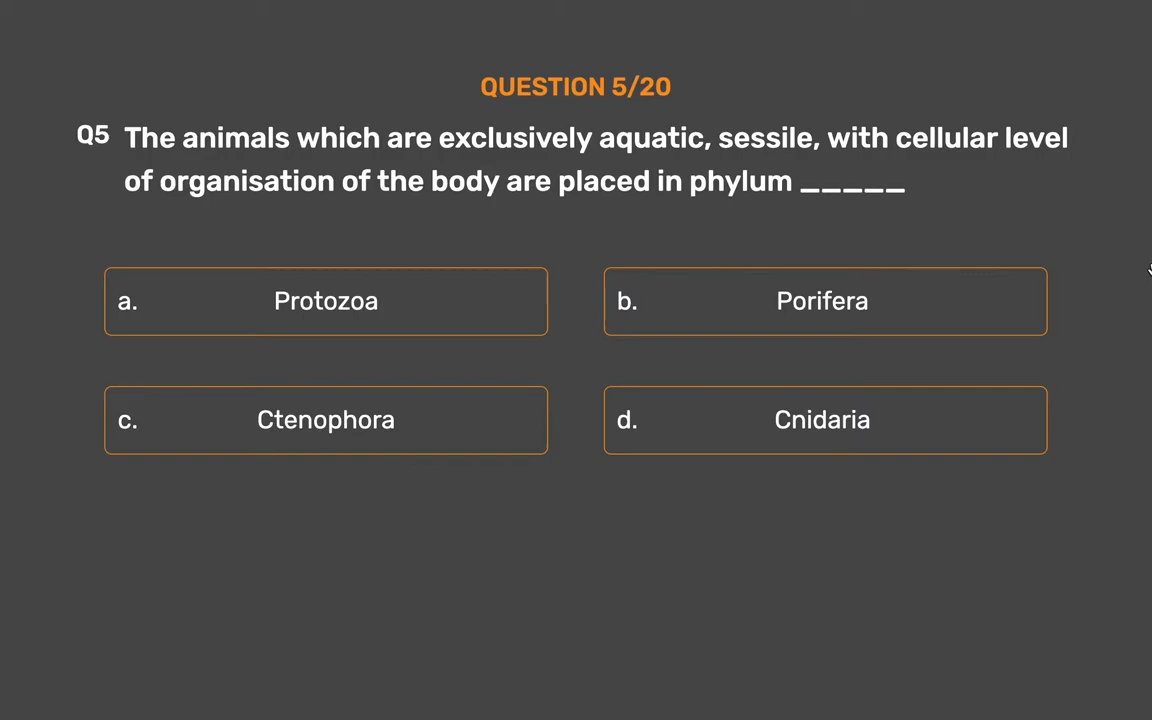 QUESTION 5/20
Q5 The animals which are exclusively aquatic, sessile, with cellular level
of organisation of the body are placed in phylum _____
a. Protozoa
b. Porifera
c. Ctenophora
d. Cnidaria